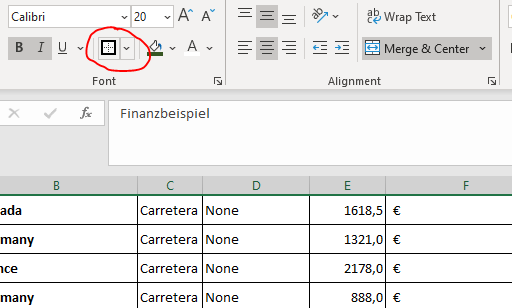 Calibri 20 A A ab Wrap Text
B I U A Merge & Center
Font Alignment
fx Finanzbeispiel
B C D E F
ada Carretera None 1618,5 €
many Carretera None 1321,0 €
nce Carretera None 2178,0 €
many Carretera None 888,0 €